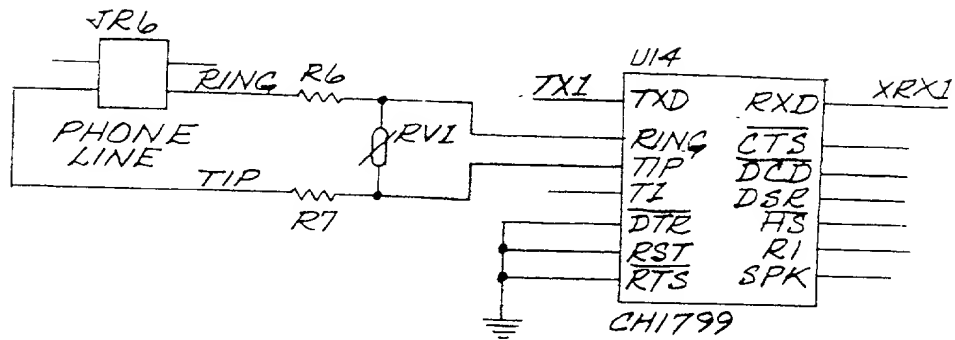 JR6
RING
R6
PHONE
LINE
RV1
TIP
R7
U14
TX1
TXD
RXD
XRX1
RING
CTS
TIP
DCD
T1
DSR
DTR
HS
RST
RI
RTS
SPK
CH1799